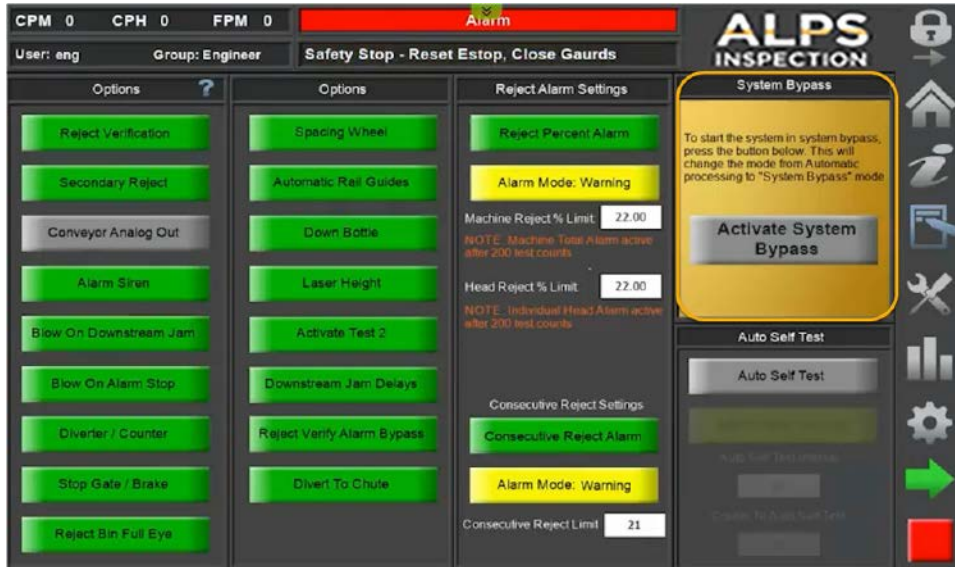 CPM 0 CPH 0 FPM 0
Alarm
ALPS
INSPECTION
User: eng Group: Engineer
Safety Stop - Reset Estop, Close Gaurds
Options ?
Reject Verification
Secondary Reject
Conveyor Analog Out
Alarm Siren
Blow On Downstream Jam
Blow On Alarm Stop
Diverter / Counter
Stop Gate / Brake
Reject Bin Full Eye
Options
Spacing Wheel
Automatic Rail Guides
Down Bottle
Laser Height
Activate Test 2
Downstream Jam Delays
Reject Verify Alarm Bypass
Divert To Chute
Reject Alarm Settings
Reject Percent Alarm
Alarm Mode: Warning
Machine Reject % Limit 22.00
NOTE: Machine Total Alarm active
after 200 test counts
Head Reject % Limit 22.00
NOTE: Individual Head Alarm active
after 200 test counts
Consecutive Reject Settings
Consecutive Reject Alarm
Alarm Mode: Warning
Consecutive Reject Limit 21
System Bypass
To start the system in system bypass,
press the button below. This will
change the mode from Automatic
processing to "System Bypass" mode
Activate System
Bypass
Auto Self Test
Auto Self Test